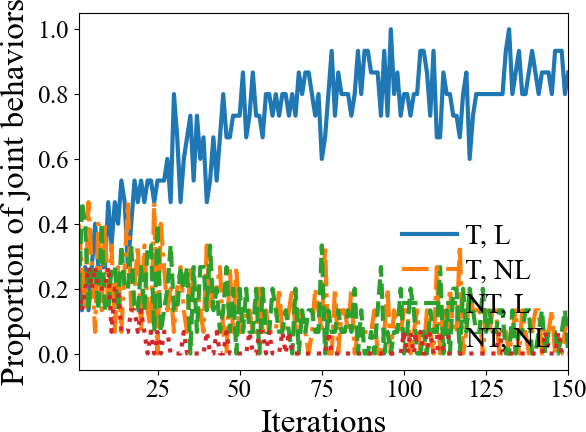 Proportion of joint behaviors
1.0
0.8
0.6
0.4
0.2
0.0
T, L
T, NL
NT, L
NT, NL
25 50 75 100 125 150
Iterations